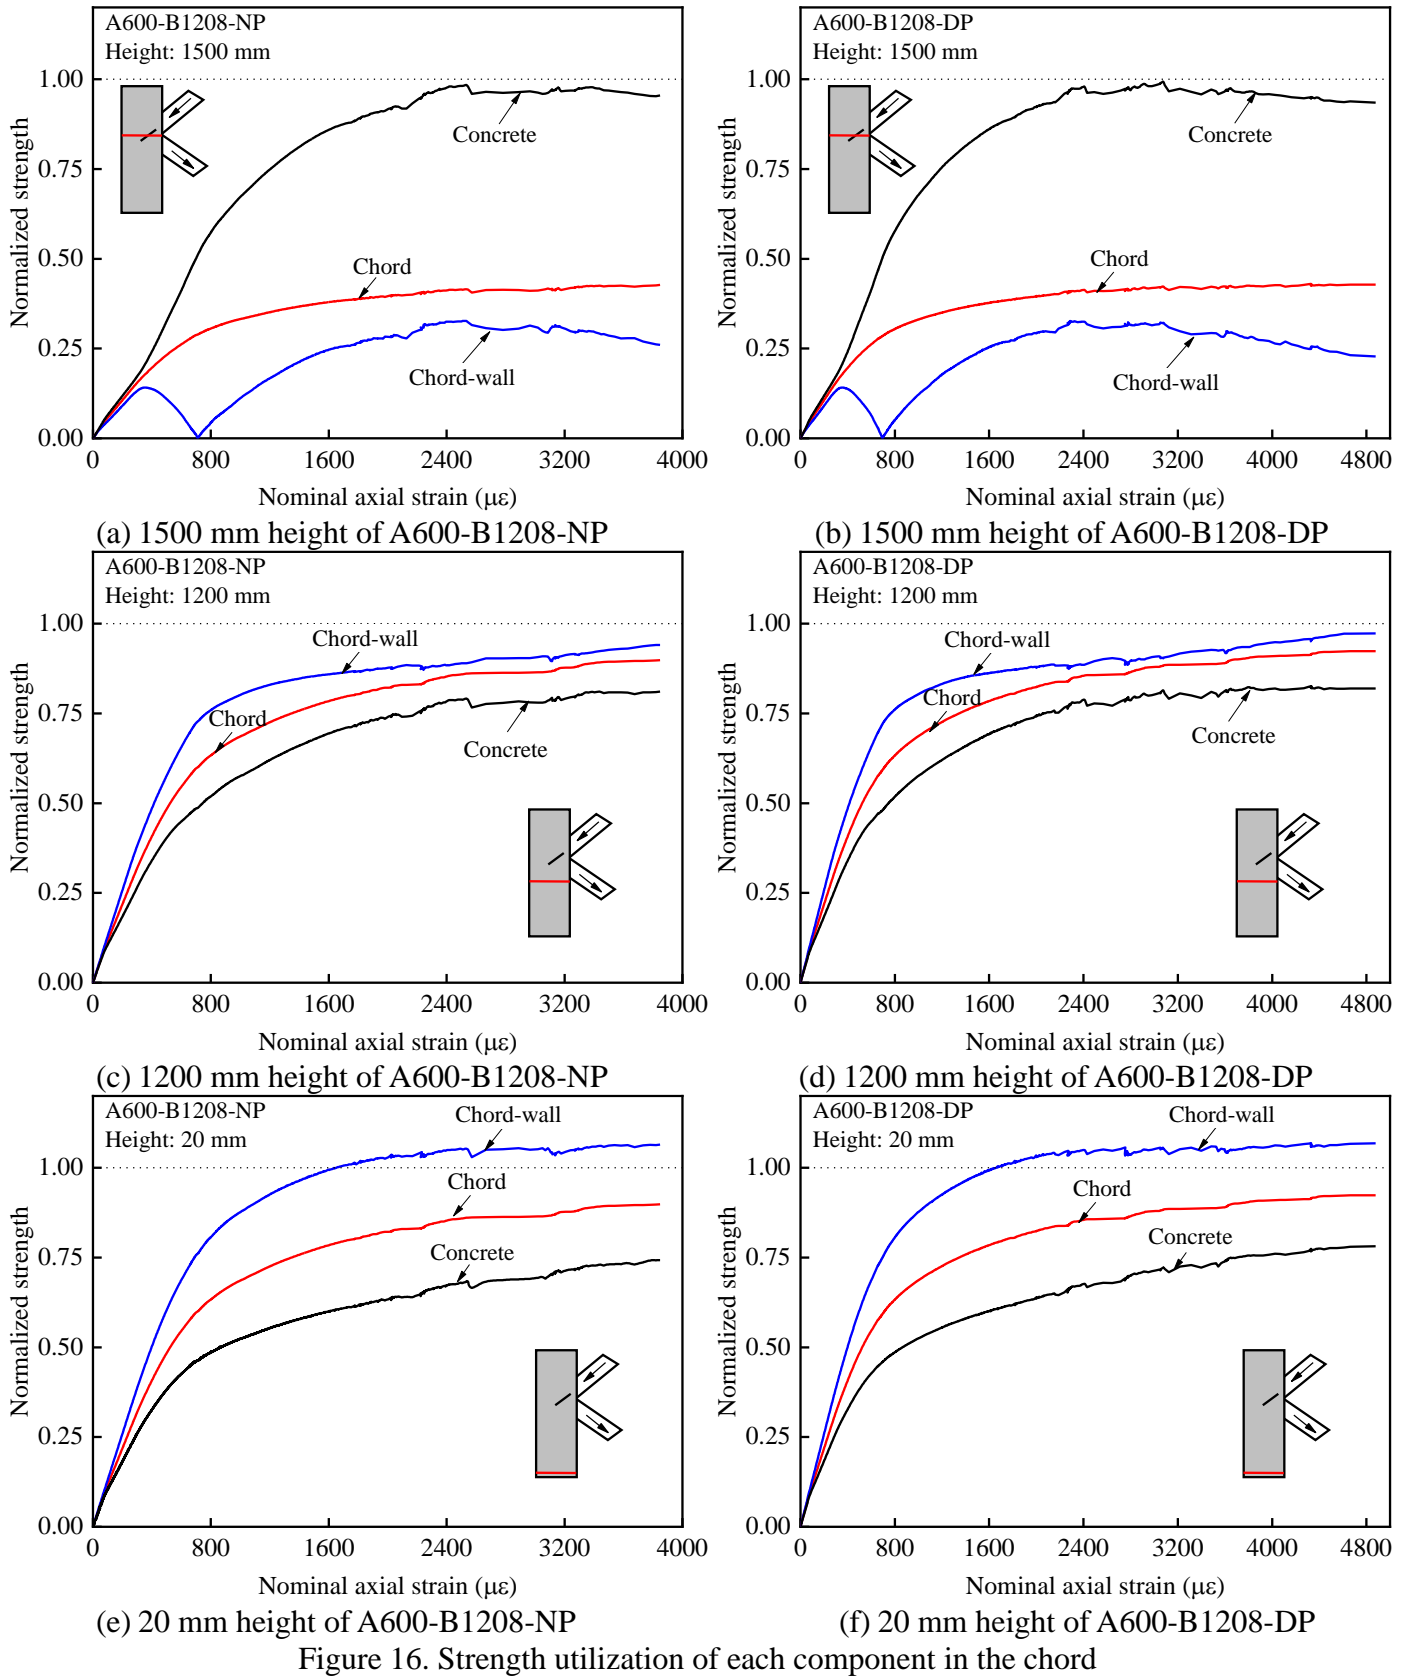 A600-B1208-NP
Height: 1500 mm
1.00
0.75
0.50
0.25
0.00
Normalized strength
Concrete
Chord
Chord-wall
0 800 1600 2400 3200 4000
Nominal axial strain (με)
(a) 1500 mm height of A600-B1208-NP
A600-B1208-DP
Height: 1500 mm
1.00
0.75
0.50
0.25
0.00
Normalized strength
Concrete
Chord
Chord-wall
0 800 1600 2400 3200 4000 4800
Nominal axial strain (με)
(b) 1500 mm height of A600-B1208-DP
A600-B1208-NP
Height: 1200 mm
1.00
0.75
0.50
0.25
0.00
Normalized strength
Chord-wall
Chord
Concrete
0 800 1600 2400 3200 4000
Nominal axial strain (με)
(c) 1200 mm height of A600-B1208-NP
A600-B1208-DP
Height: 1200 mm
1.00
0.75
0.50
0.25
0.00
Normalized strength
Chord-wall
Chord
Concrete
0 800 1600 2400 3200 4000 4800
Nominal axial strain (με)
(d) 1200 mm height of A600-B1208-DP
A600-B1208-NP
Height: 20 mm
1.00
0.75
0.50
0.25
0.00
Normalized strength
Chord-wall
Chord
Concrete
0 800 1600 2400 3200 4000
Nominal axial strain (με)
(e) 20 mm height of A600-B1208-NP
A600-B1208-DP
Height: 20 mm
1.00
0.75
0.50
0.25
0.00
Normalized strength
Chord-wall
Chord
Concrete
0 800 1600 2400 3200 4000 4800
Nominal axial strain (με)
(f) 20 mm height of A600-B1208-DP
Figure 16. Strength utilization of each component in the chord